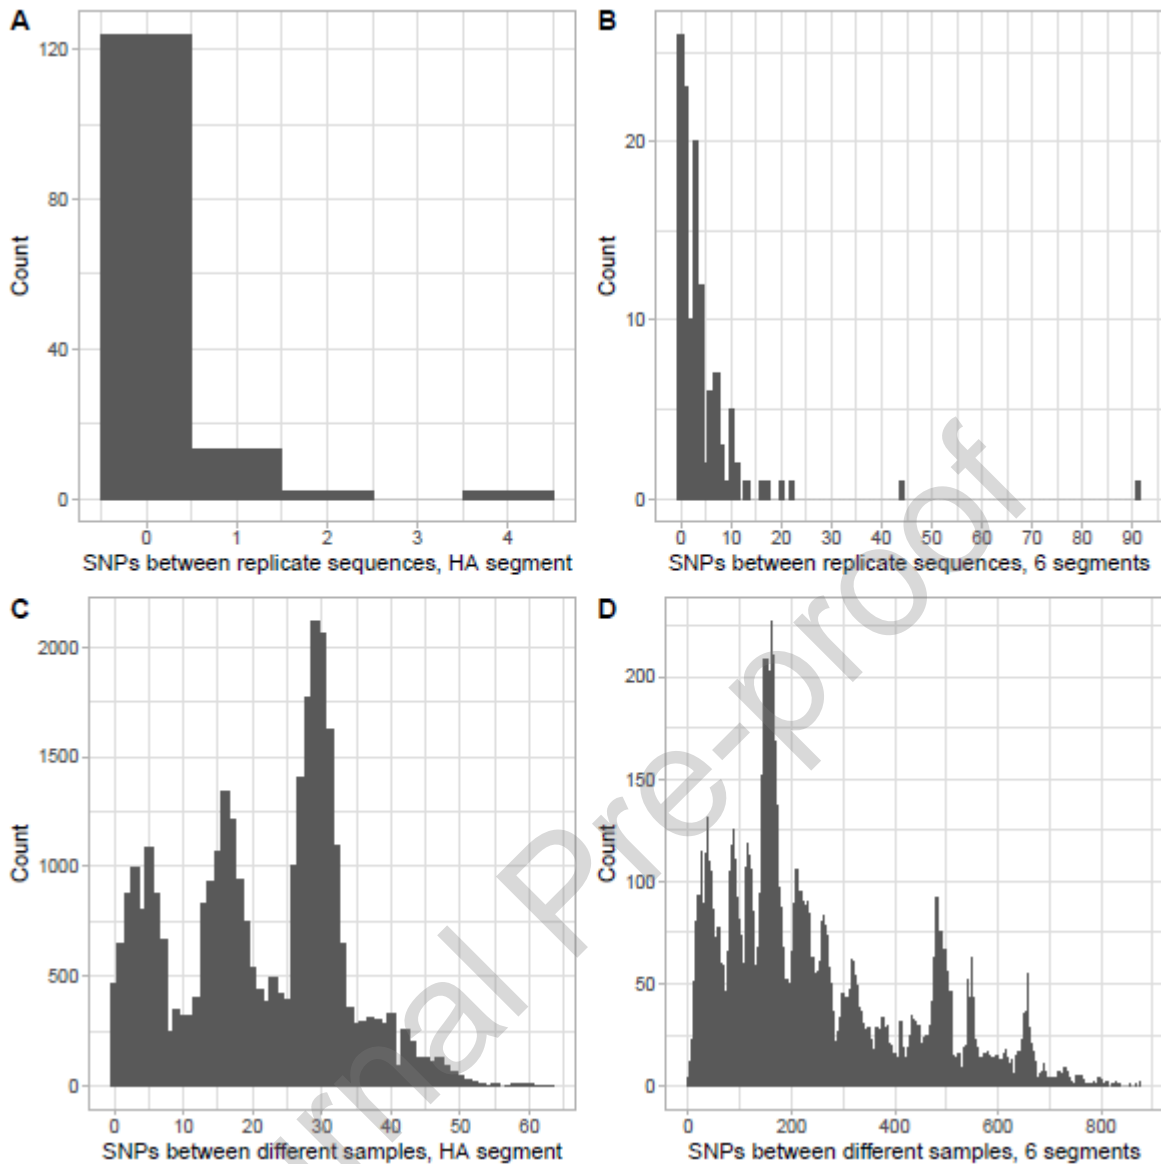 A
120
80
40
0
Count
0 1 2 3 4
SNPs between replicate sequences, HA segment
B
20
10
0
Count
0 10 20 30 40 50 60 70 80 90
SNPs between replicate sequences, 6 segments
C
2000
1500
1000
500
0
Count
0 10 20 30 40 50 60
SNPs between different samples, HA segment
D
200
150
100
50
0
Count
0 200 400 600 800
SNPs between different samples, 6 segments
rnal Pre-proof